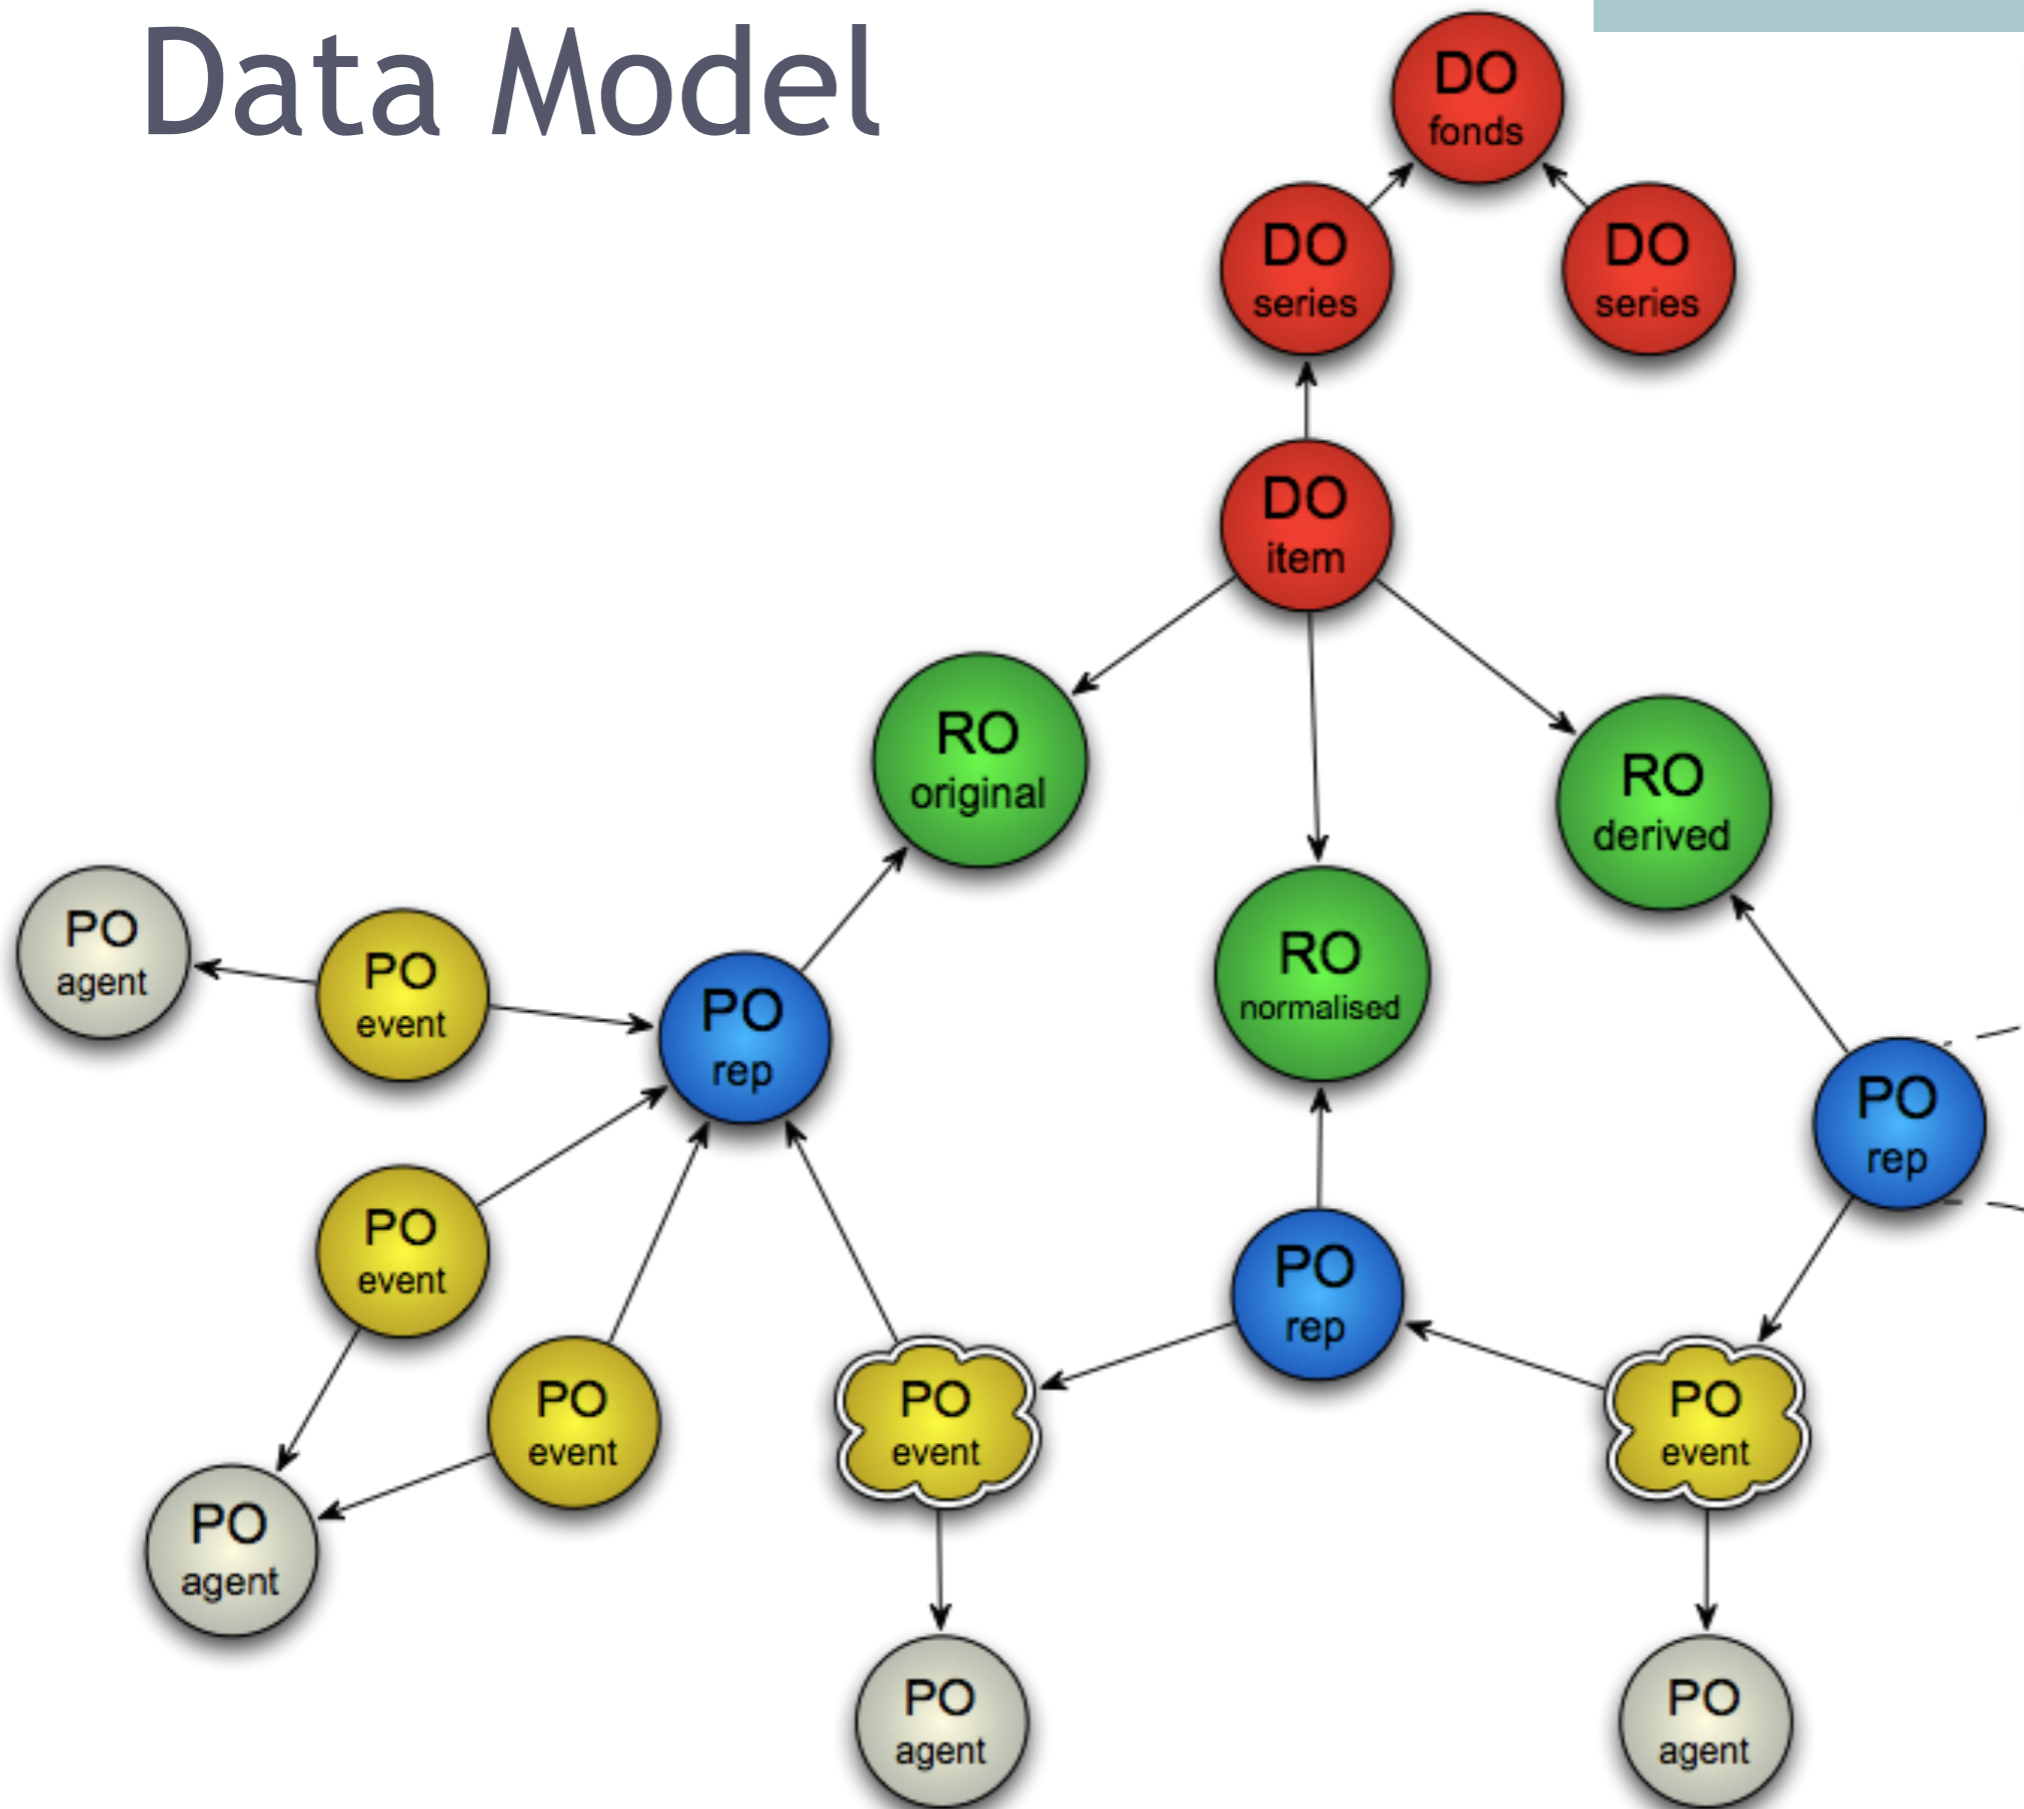 Data Model
DO
fonds
DO
series
DO
series
DO
item
RO
original
RO
derived
RO
normalised
PO
agent
PO
event
PO
rep
PO
rep
PO
event
PO
rep
PO
event
PO
event
PO
event
PO
agent
PO
agent
PO
agent